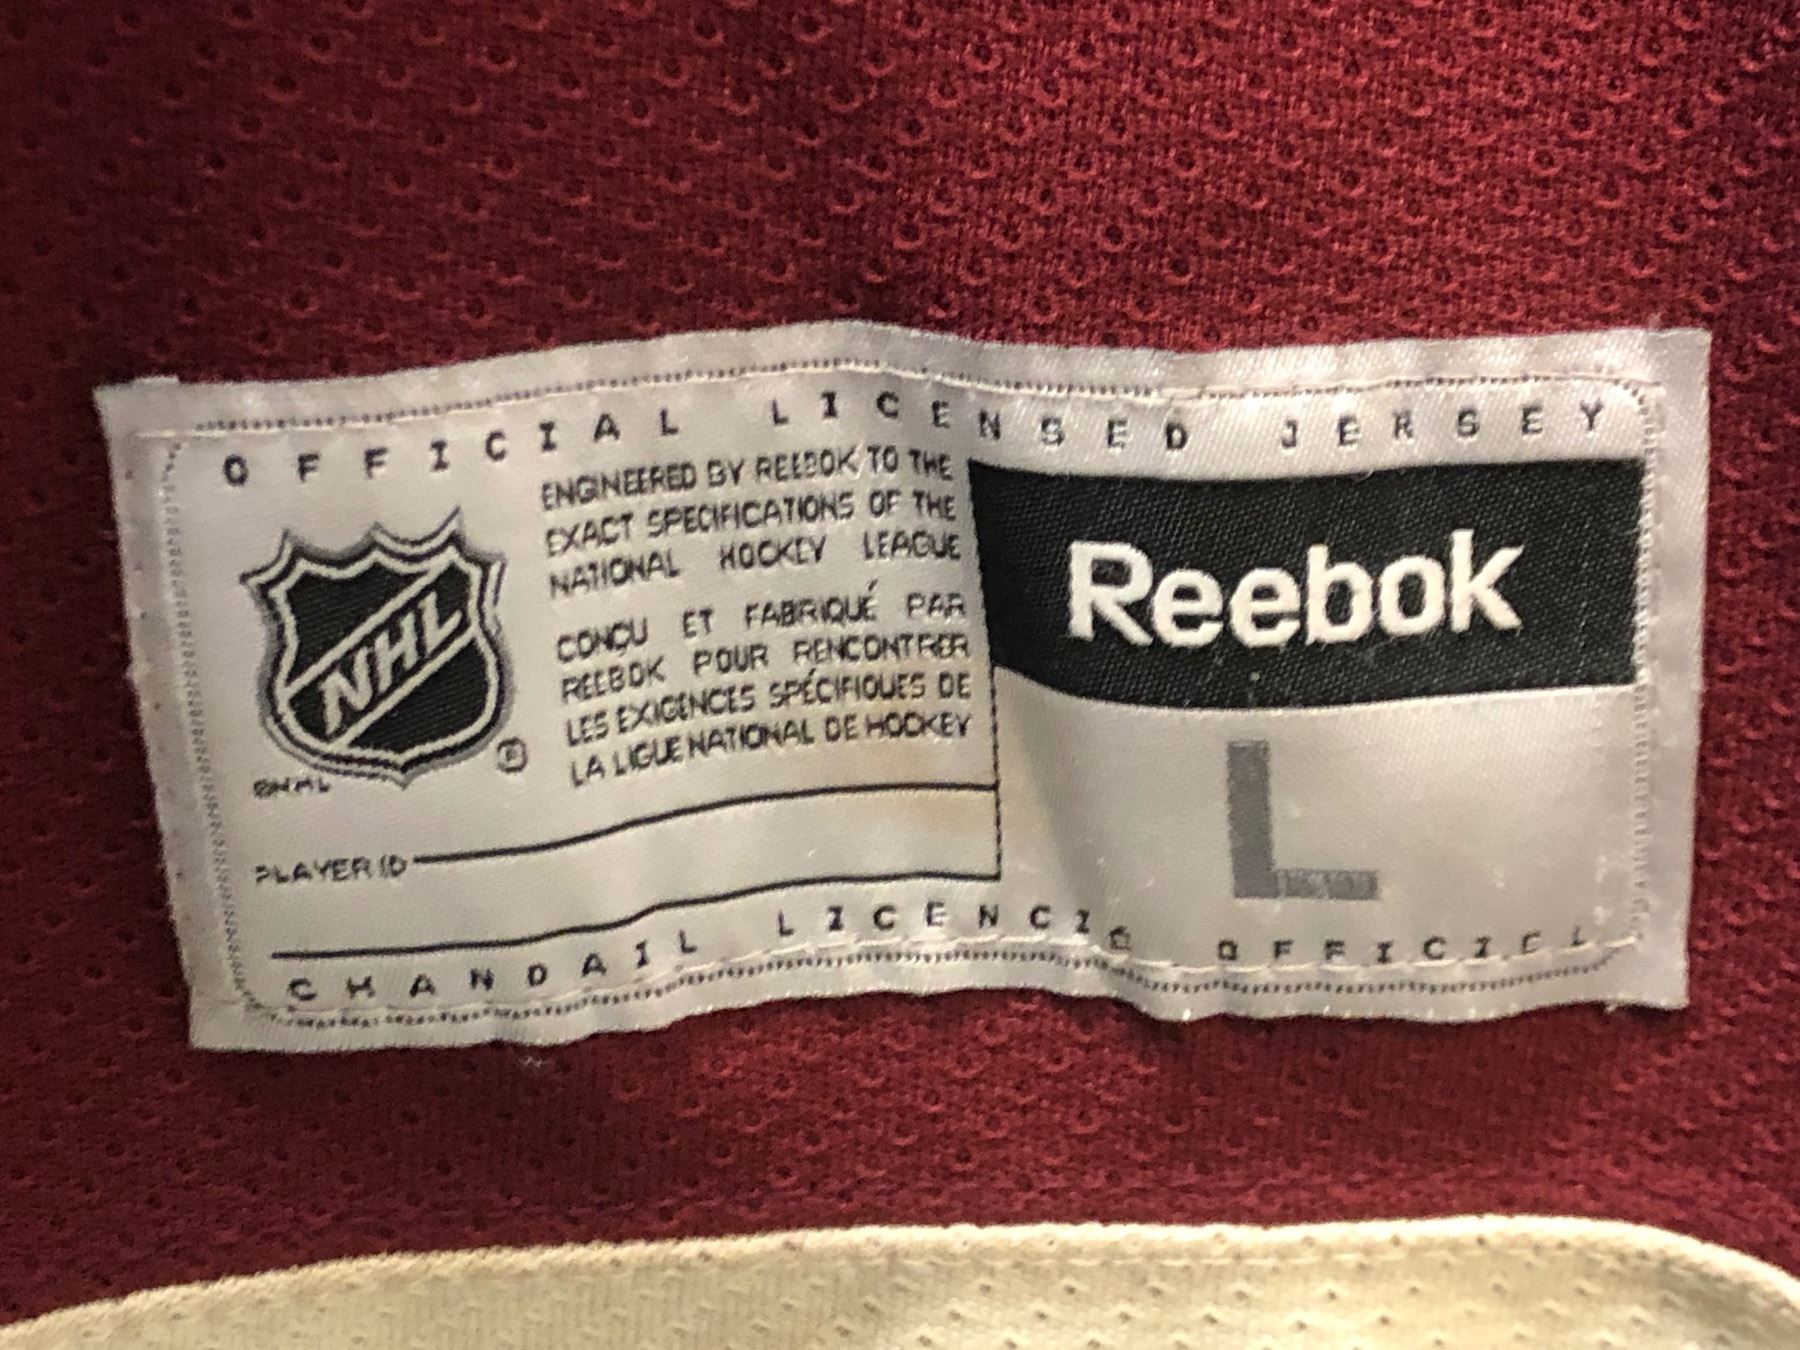 OFFICIAL LICENSED JERSEY
NHL
®
©NHL
ENGINEERED BY REEBOK TO THE
EXACT SPECIFICATIONS OF THE
NATIONAL HOCKEY LEAGUE
CONÇU ET FABRIQUÉ PAR
REEBOK POUR RENCONTRER
LES EXIGENCES SPÉCIFIQUES DE
LA LIGUE NATIONAL DE HOCKEY
Reebok
L
PLAYER ID
CHANDAIL LICENCIÉ OFFICIEL